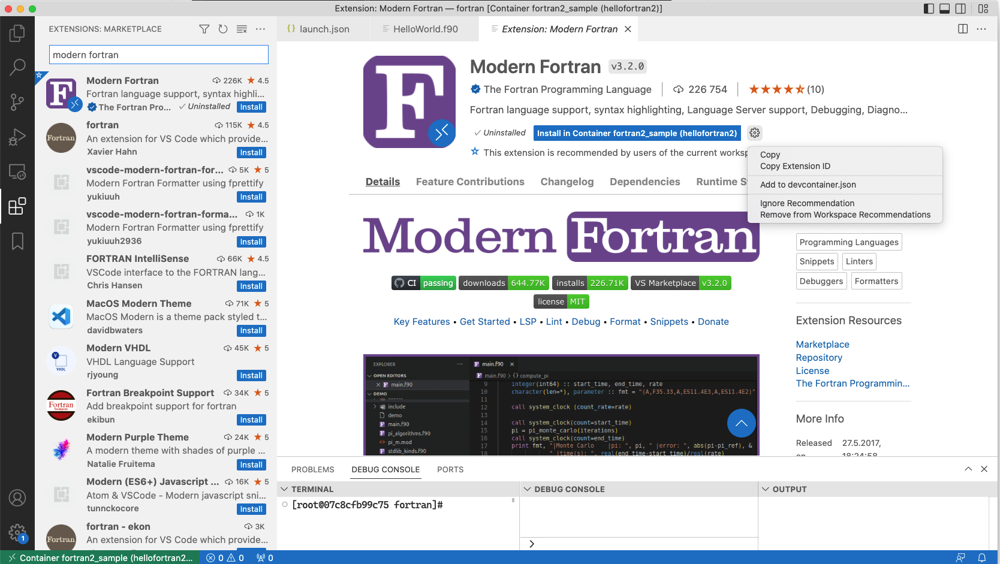 Extension: Modern Fortran — fortran [Container fortran2_sample (hellofortran2)]
EXTENSIONS: MARKETPLACE
modern fortran
Modern Fortran 226K 4.5
Fortran language support, syntax highli...
The Fortran Pro... ✓ Uninstalled Install
fortran 115K 4.5
An extension for VS Code which provide...
Xavier Hahn Install
vscode-modern-fortran-for... 5K 5
Modern Fortran Formatter using fprettify
yukiuuh Install
vscode-modern-fortran-forma... 1K
Modern Fortran Formatter using fprettify
yukiuuh2936 Install
FORTRAN IntelliSense 66K 4.5
VSCode interface to the FORTRAN lang...
Chris Hansen Install
MacOS Modern Theme 71K 5
MacOS Modern is a theme pack styled t...
davidbwaters Install
Modern VHDL 45K 5
VHDL Language Support
rjyoung Install
Fortran Breakpoint Support 34K 5
Add breakpoint support for fortran
ekibun Install
Modern Purple Theme 24K 5
A modern theme with shades of purple ...
Natalie Fruitema Install
Modern (ES6+) Javascript ... 16K 5
Atom & VSCode - Modern javascript sni...
tunnckocore Install
fortran - ekon 3K
An extension for VS Code which provide...
F
Fortran
V
VHDL
Fortran
breakpoint
Fortran
1
launch.json HelloWorld.f90 Extension: Modern Fortran
F
Modern Fortran v3.2.0
The Fortran Programming Language 226 754 (10)
Fortran language support, syntax highlighting, Language Server support, Debugging, Diagno...
✓ Uninstalled Install in Container fortran2_sample (hellofortran2)
This extension is recommended by users of the current worksp
Copy
Copy Extension ID
Add to devcontainer.json
Ignore Recommendation
Remove from Workspace Recommendations
Details Feature Contributions Changelog Dependencies Runtime S
Modern Fortran
CI passing downloads 644.77K installs 226.71K VS Marketplace v3.2.0
license MIT
Key Features • Get Started • LSP • Lint • Debug • Format • Snippets • Donate
EXPLORER
OPEN EDITORS
main.f90
DEMO
include
demo
main.f90
pi_algorithms.f90
pi_m.mod
stdlib_kinds.f90
main.f90
main.f90 > {} compute_pi
9 integer(int64) :: start_time, end_time, rate
10 character(len=*), parameter :: fmt = "(A,F35.33,A,ES11.4E3,A,ES11.4E2)"
11
12 call system_clock (count_rate=rate)
13
14 call system_clock(count=start_time)
15 pi = pi_monte_carlo(iterations)
16 call system_clock(count=end_time)
17 print fmt, "|Monte Carlo |pi: ", pi, " |error: ", abs(pi-pi_ref), &
18 " |time(s): ", real(end_time-start_time)/real(rate)
Programming Languages
Snippets Linters
Debuggers Formatters
Extension Resources
Marketplace
Repository
License
The Fortran Programmin...
More Info
Released 27.5.2017,
on 18:24:58
PROBLEMS DEBUG CONSOLE PORTS
TERMINAL
[root@07c8cfb99c75 fortran]#
DEBUG CONSOLE
>
OUTPUT
Container fortran2_sample (hellofortran2... 0 0 0